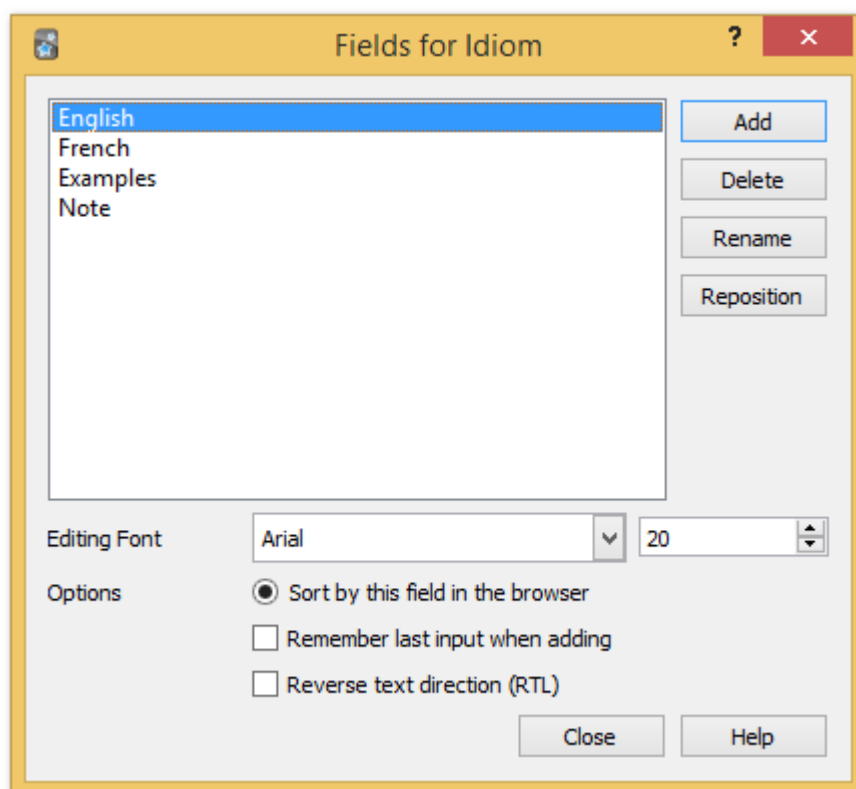 Fields for Idiom
?
English
French
Examples
Note
Add
Delete
Rename
Reposition
Editing Font
Arial
20
Options
Sort by this field in the browser
Remember last input when adding
Reverse text direction (RTL)
Close
Help